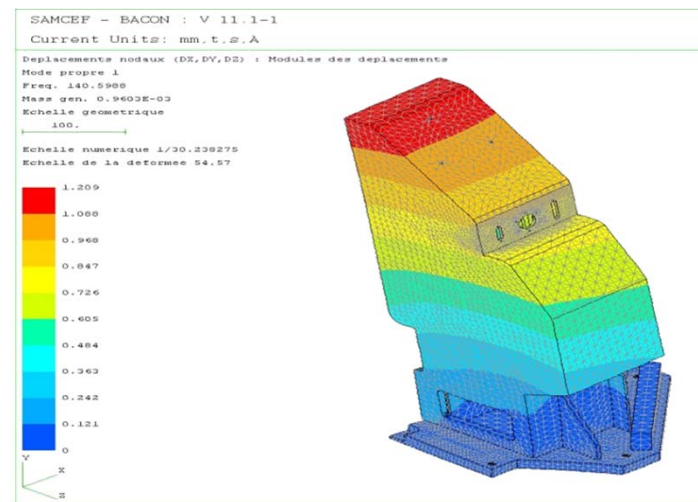 SAMCEF - BACON : V 11.1-1
Current Units: mm,t,s,A
Deplacements nodaux (DX,DY,DZ) : Modules des deplacements
Mode propre 1
Freq. 140.5988
Mass gen. 0.9603E-03
Echelle geometrique
100.
Echelle numerique 1/30.238275
Echelle de la deformee 54.57
1.209
1.088
0.968
0.847
0.726
0.605
0.484
0.363
0.242
0.121
0
Y
X
Z